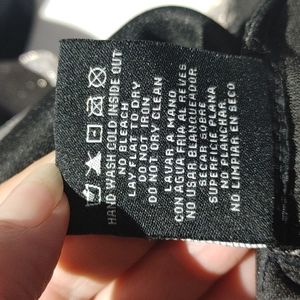 HAND WASH COLD INSIDE OUT
NO BLEACH
LAY FLAT TO DRY
DO NOT IRON
DO NOT DRY CLEAN
LAVAR A MANO
CON AGUA FRIA AL REVES
NO USAR BLANQUEADOR
SECAR SOBRE
SUPERFICIE PLANA
NO PLANCHAR
NO LIMPIAR EN SECO